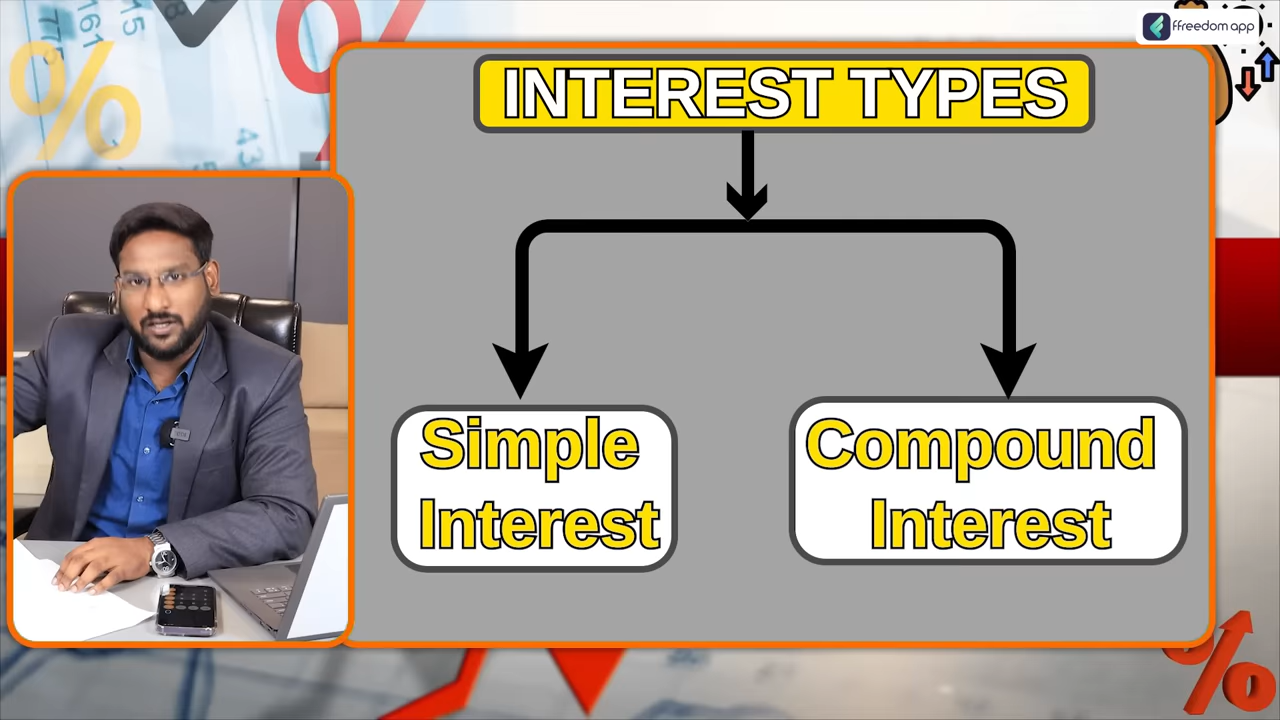 ffreedom app
INTEREST TYPES
Simple
Interest
Compound
Interest